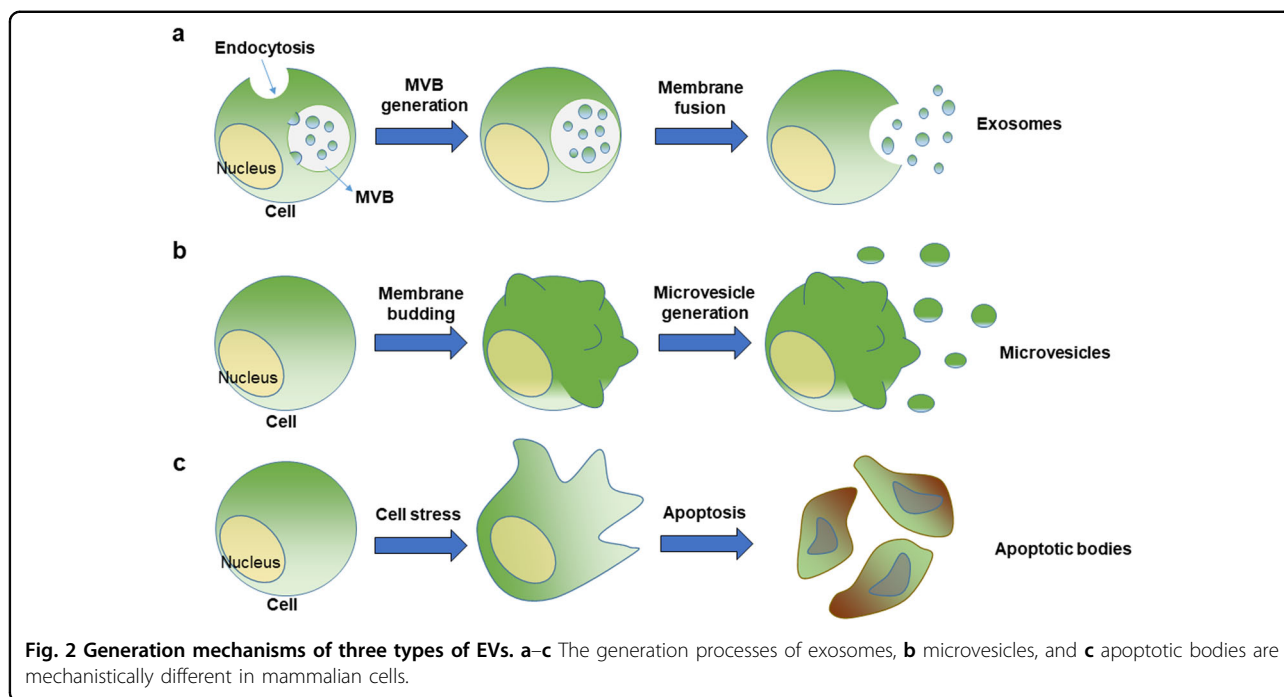 a
Endocytosis
MVB
generation
Membrane
fusion
Exosomes
Nucleus
MVB
Cell
b
Membrane
budding
Microvesicle
generation
Microvesicles
Nucleus
Cell
c
Cell stress
Apoptosis
Apoptotic bodies
Nucleus
Cell
Fig. 2 Generation mechanisms of three types of EVs. a–c The generation processes of exosomes, b microvesicles, and c apoptotic bodies are
mechanistically different in mammalian cells.